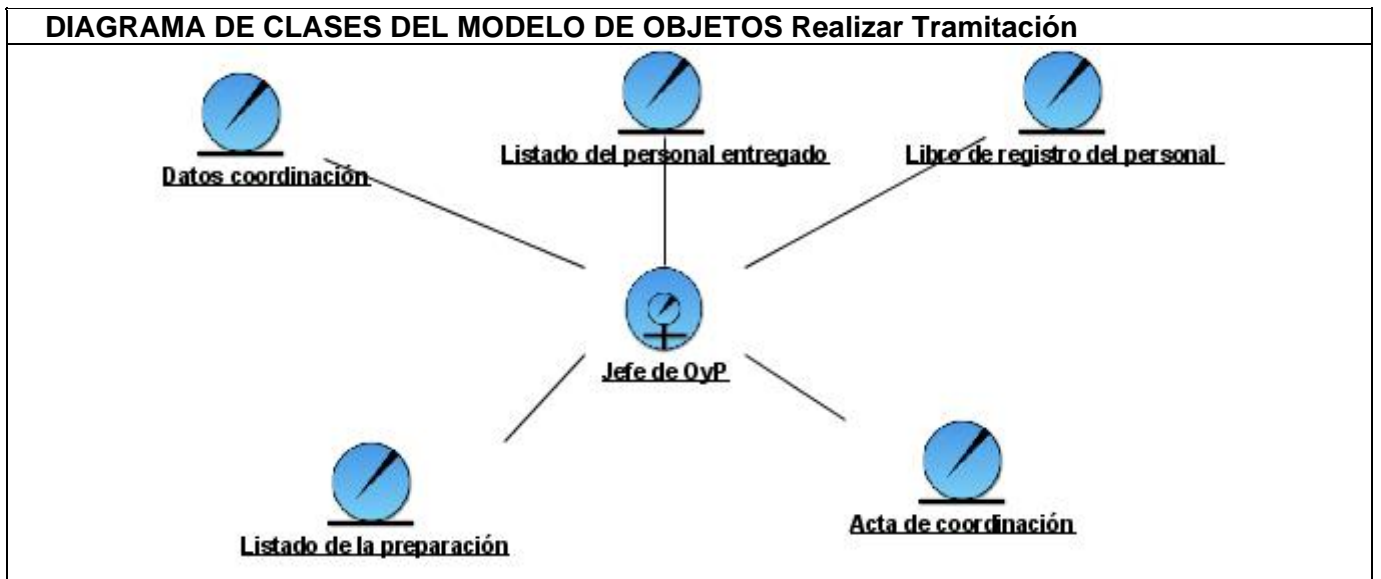 DIAGRAMA DE CLASES DEL MODELO DE OBJETOS Realizar Tramitación
Datos coordinación
Listado del personal entregado
Libro de registro del personal
Jefe de OyP
Listado de la preparación
Acta de coordinación